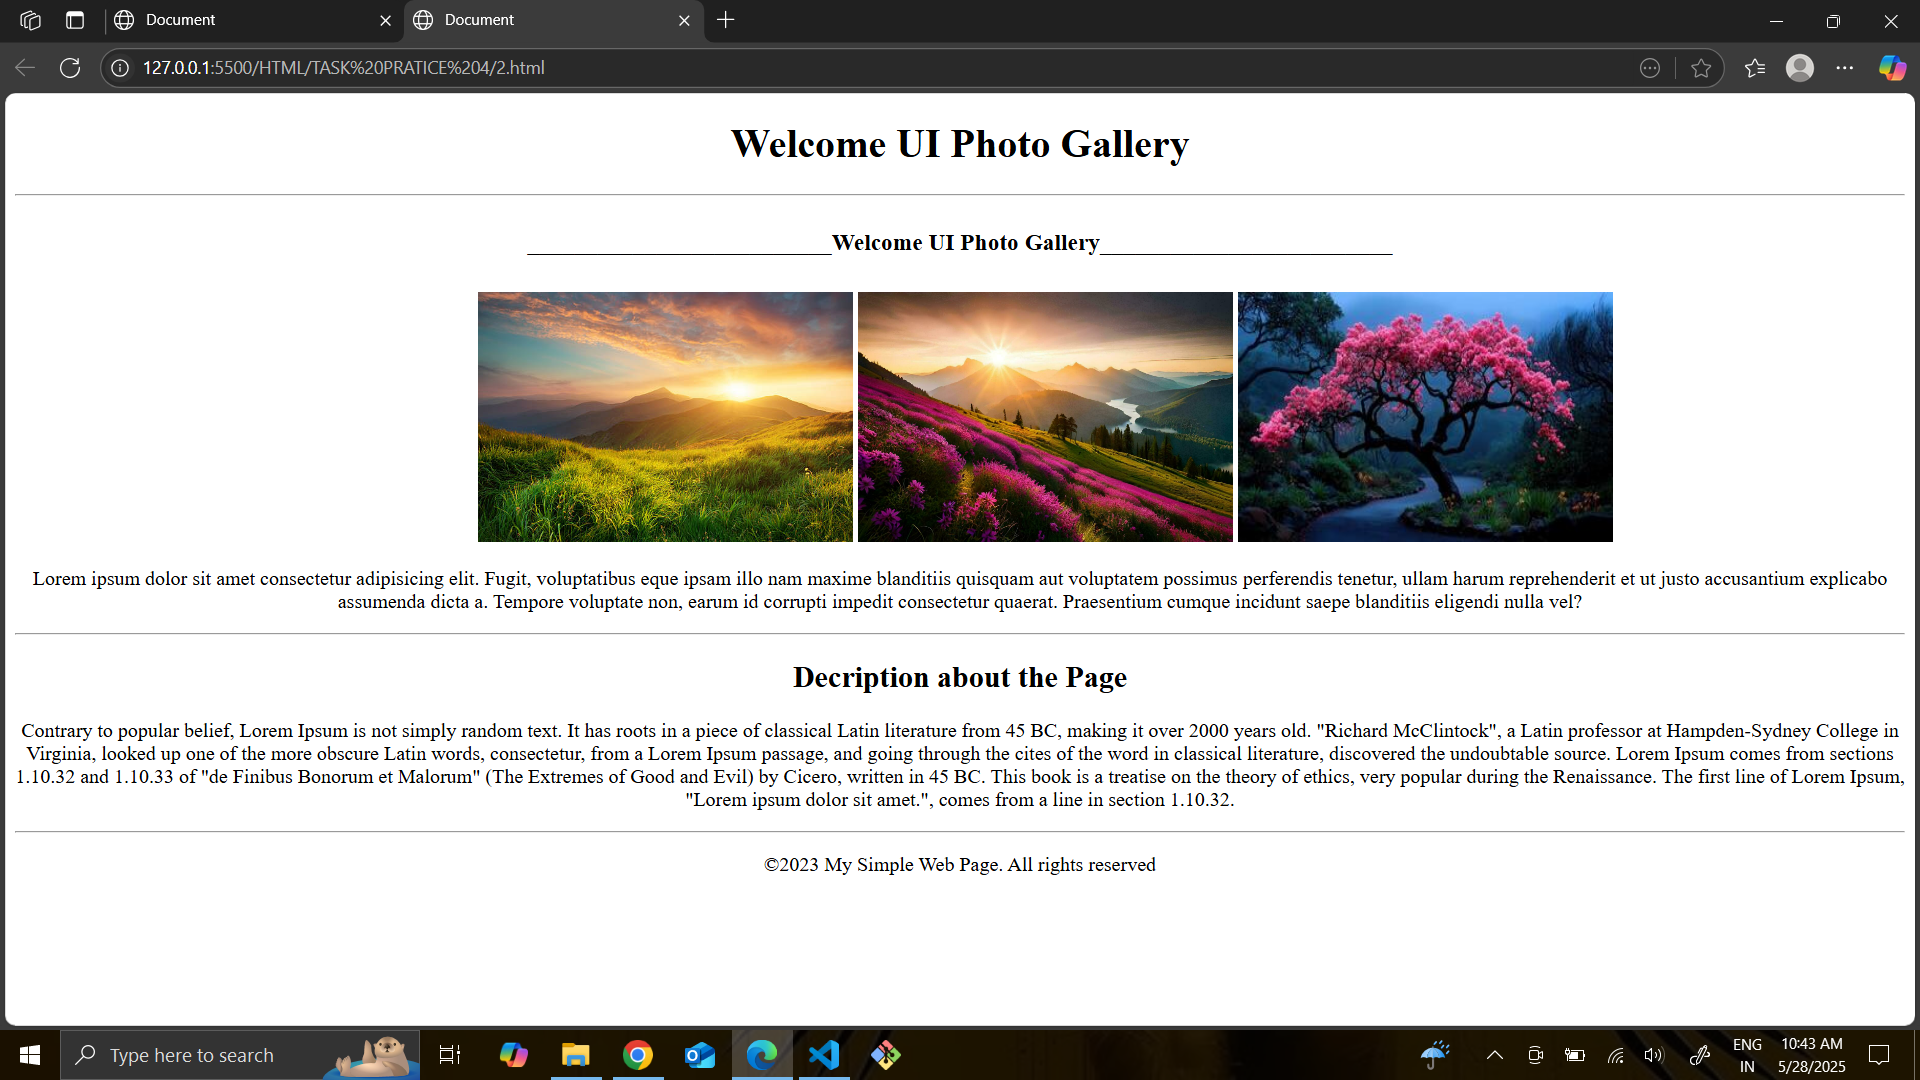 Document
Document
127.0.0.1:5500/HTML/TASK%20PRATICE%204/2.html
Welcome UI Photo Gallery
__________________________Welcome UI Photo Gallery_________________________
Lorem ipsum dolor sit amet consectetur adipisicing elit. Fugit, voluptatibus eque ipsam illo nam maxime blanditiis quisquam aut voluptatem possimus perferendis tenetur, ullam harum reprehenderit et ut justo accusantium explicabo
assumenda dicta a. Tempore voluptate non, earum id corrupti impedit consectetur quaerat. Praesentium cumque incidunt saepe blanditiis eligendi nulla vel?
Decription about the Page
Contrary to popular belief, Lorem Ipsum is not simply random text. It has roots in a piece of classical Latin literature from 45 BC, making it over 2000 years old. "Richard McClintock", a Latin professor at Hampden-Sydney College in
Virginia, looked up one of the more obscure Latin words, consectetur, from a Lorem Ipsum passage, and going through the cites of the word in classical literature, discovered the undoubtable source. Lorem Ipsum comes from sections
1.10.32 and 1.10.33 of "de Finibus Bonorum et Malorum" (The Extremes of Good and Evil) by Cicero, written in 45 BC. This book is a treatise on the theory of ethics, very popular during the Renaissance. The first line of Lorem Ipsum,
"Lorem ipsum dolor sit amet.", comes from a line in section 1.10.32.
©2023 My Simple Web Page. All rights reserved
Type here to search
ENG
IN
10:43 AM
5/28/2025